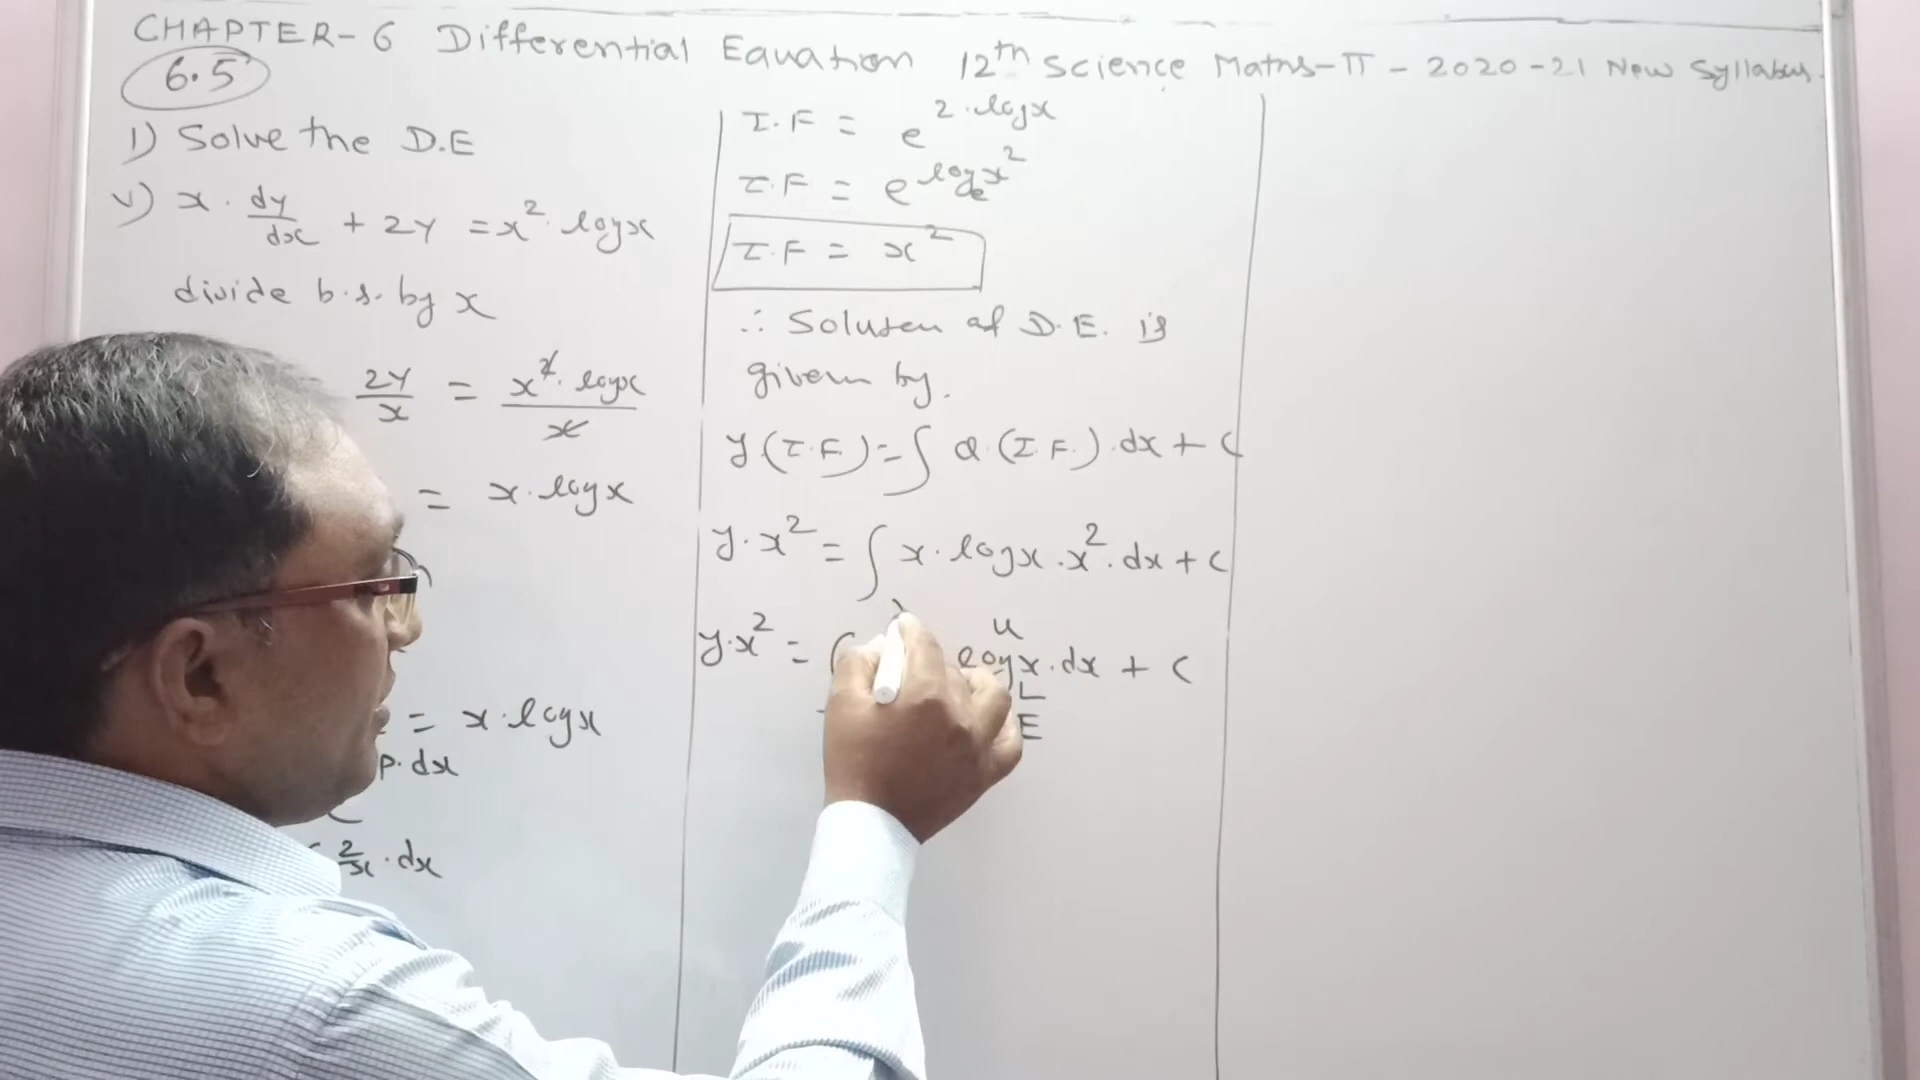 CHAPTER-6 Differential Equation 12th Science Maths-II - 2020-21 New Syllabus.
6.5
1) Solve the D.E
v) x · dy/dx + 2y = x² · logx
divide b.s. by x
2y/x = x² · logx / x
= x · logx
= x · logx
p · dx
2/x · dx
I.F = e^2·logx
I.F = e^log_e x²
I.F = x²
∴ Soluten of D.E. is
given by.
y·(I.F) = ∫ Q·(I.F.)·dx + C
y·x² = ∫ x·logx·x²·dx + C
u
y·x² = logx·dx + C
L
E